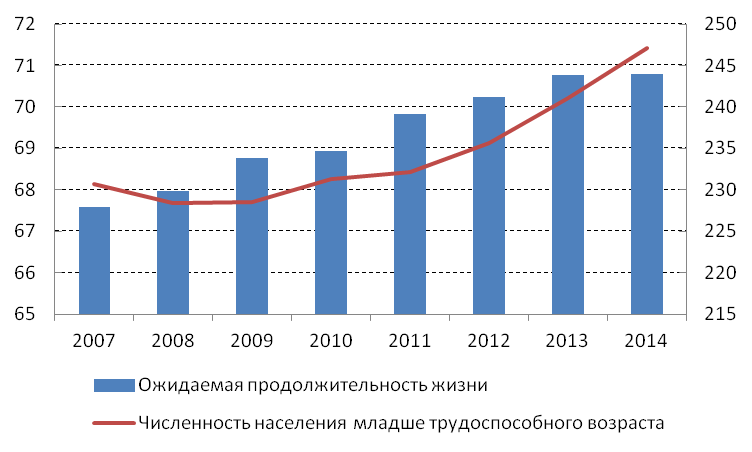 72 250
71 245
70 240
69 235
68 230
67 225
66 220
65 215
2007 2008 2009 2010 2011 2012 2013 2014
Ожидаемая продолжительность жизни
Численность населения младше трудоспособного возраста